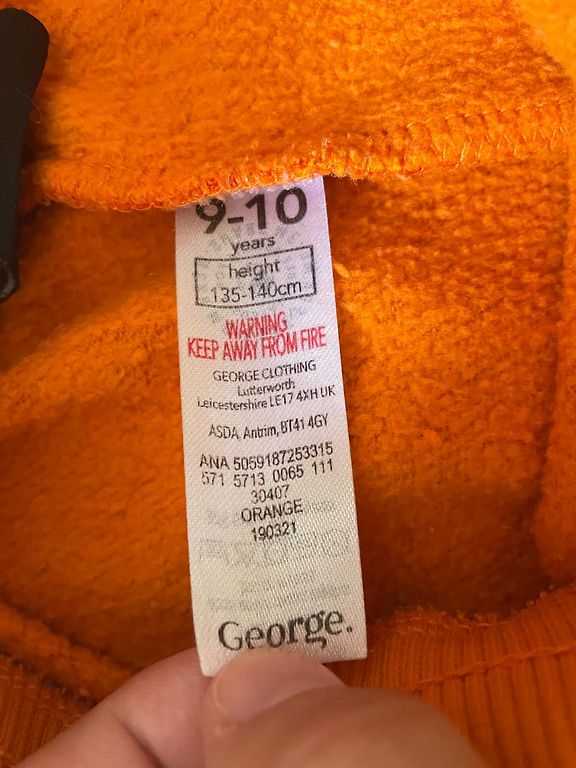 9-10
years
height
135-140cm
WARNING
KEEP AWAY FROM FIRE
GEORGE CLOTHING
Lutterworth
Leicestershire LE17 4XH UK
ASDA, Antrim, BT41 4GY
ANA 5059187253315
571 5713 0065 111
30407
ORANGE
190321
George.